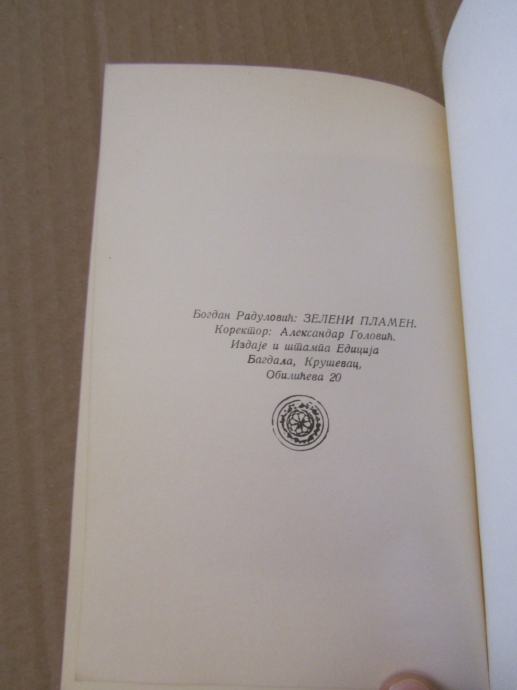 Богдан Радуловић: ЗЕЛЕНИ ПЛАМЕН.
Коректор: Александар Головић.
Издаје и штампа Едиција
Багдала, Крушевац,
Обилићева 20